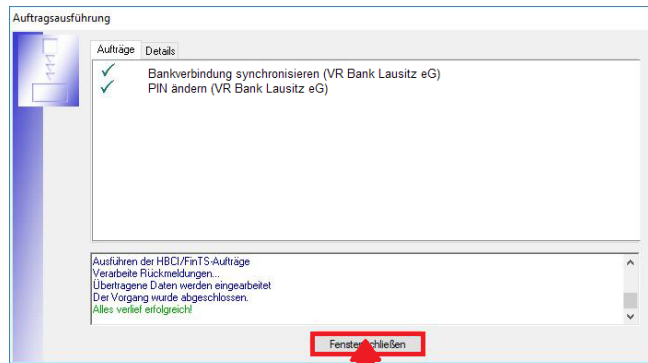 Auftragsausführung
Aufträge Details
Bankverbindung synchronisieren (VR Bank Lausitz eG)
PIN ändern (VR Bank Lausitz eG)
Ausführen der HBCI/FinTS-Aufträge
Verarbeite Rückmeldungen...
Übertragene Daten werden eingearbeitet
Der Vorgang wurde abgeschlossen.
Alles verlief erfolgreich!
Fenster schließen